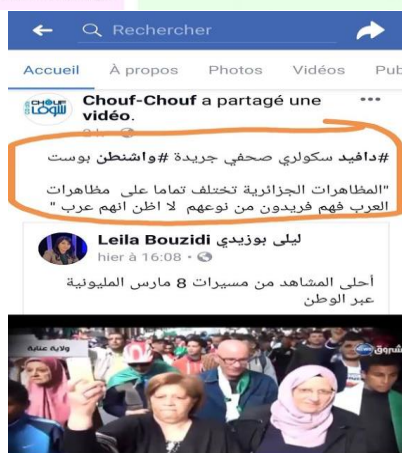 Rechercher
Accueil À propos Photos Vidéos Pub
Chouf-Chouf a partagé une
vidéo.
#دافيد سكولري صحفي جريدة #واشنطن بوست
"المظاهرات الجزائرية تختلف تماما على مظاهرات
العرب فهم فريدون من نوعهم لا اظن انهم عرب "
Leila Bouzidi ليلى بوزيدي
hier à 16:08
أحلى المشاهد من مسيرات 8 مارس المليونية
عبر الوطن
ولاية عنابة
الشروق